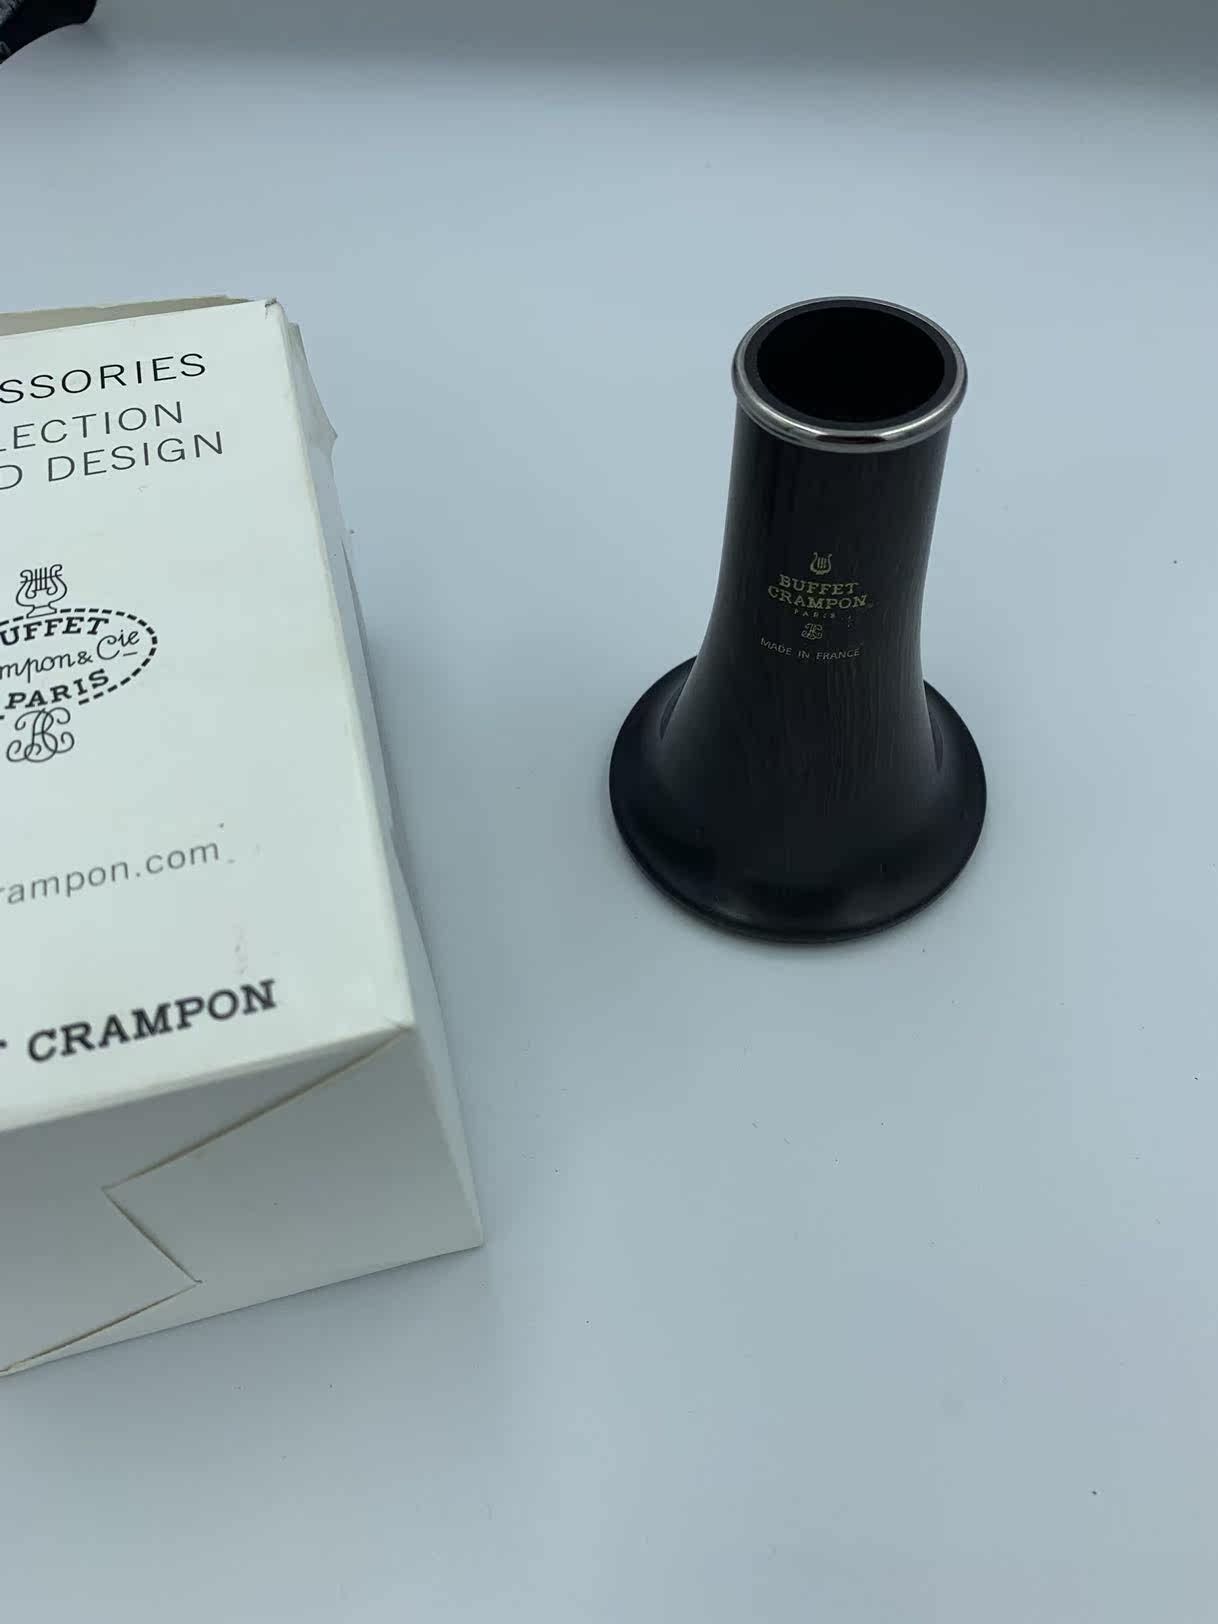 SSORIES
LECTION
D DESIGN
UFFET
mpon & Cie
PARIS
rampon.com
CRAMPON
BUFFET
CRAMPON
PARIS
MADE IN FRANCE